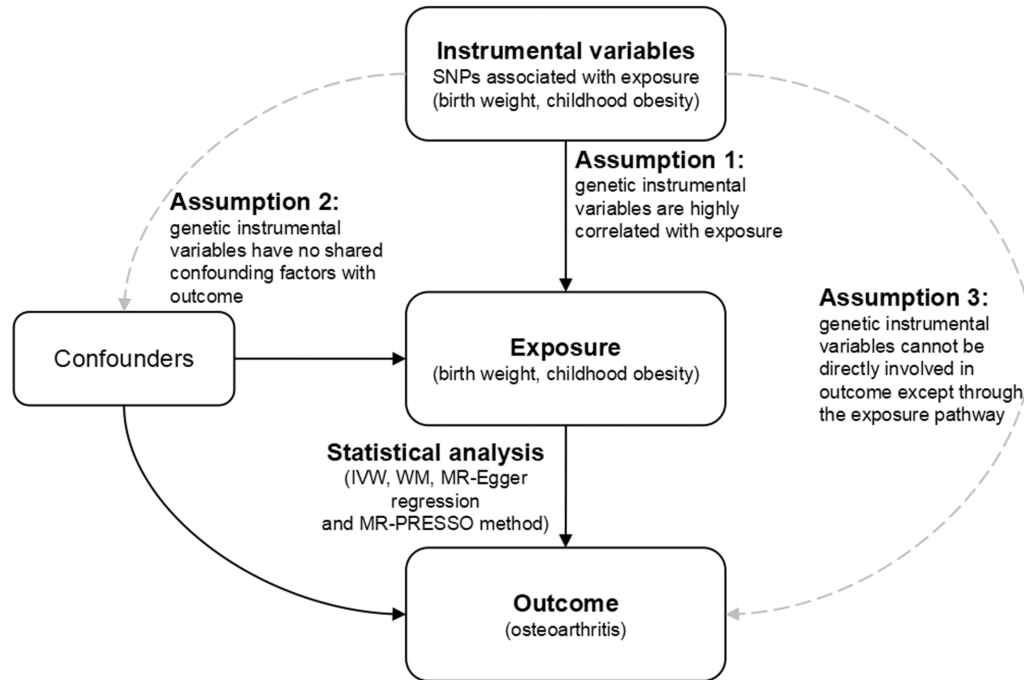 Instrumental variables
SNPs associated with exposure
(birth weight, childhood obesity)
Assumption 1:
genetic instrumental
variables are highly
correlated with exposure
Assumption 2:
genetic instrumental
variables have no shared
confounding factors with
outcome
Confounders
Exposure
(birth weight, childhood obesity)
Assumption 3:
genetic instrumental
variables cannot be
directly involved in
outcome except through
the exposure pathway
Statistical analysis
(IVW, WM, MR-Egger
regression
and MR-PRESSO method)
Outcome
(osteoarthritis)